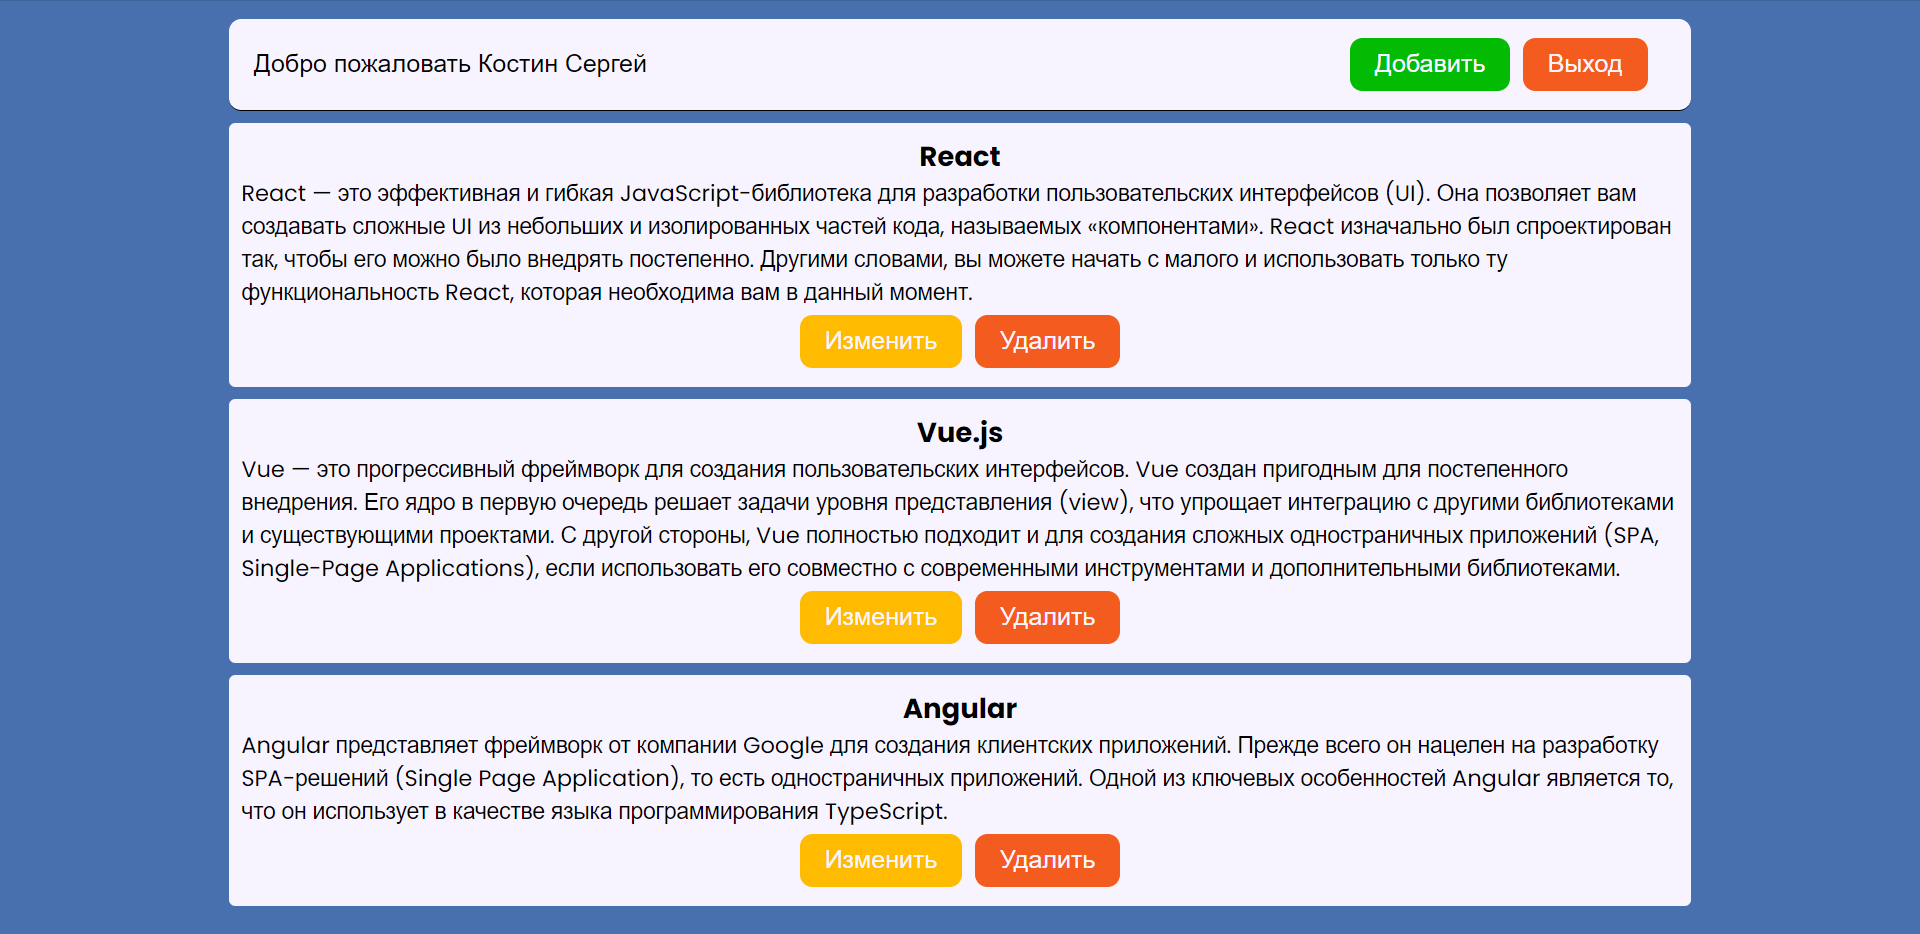 Добро пожаловать Костин Сергей
Добавить
Выход
React
React — это эффективная и гибкая JavaScript-библиотека для разработки пользовательских интерфейсов (UI). Она позволяет вам
создавать сложные UI из небольших и изолированных частей кода, называемых «компонентами». React изначально был спроектирован
так, чтобы его можно было внедрять постепенно. Другими словами, вы можете начать с малого и использовать только ту
функциональность React, которая необходима вам в данный момент.
Изменить
Удалить
Vue.js
Vue — это прогрессивный фреймворк для создания пользовательских интерфейсов. Vue создан пригодным для постепенного
внедрения. Его ядро в первую очередь решает задачи уровня представления (view), что упрощает интеграцию с другими библиотеками
и существующими проектами. С другой стороны, Vue полностью подходит и для создания сложных одностраничных приложений (SPA,
Single-Page Applications), если использовать его совместно с современными инструментами и дополнительными библиотеками.
Изменить
Удалить
Angular
Angular представляет фреймворк от компании Google для создания клиентских приложений. Прежде всего он нацелен на разработку
SPA-решений (Single Page Application), то есть одностраничных приложений. Одной из ключевых особенностей Angular является то,
что он использует в качестве языка программирования TypeScript.
Изменить
Удалить